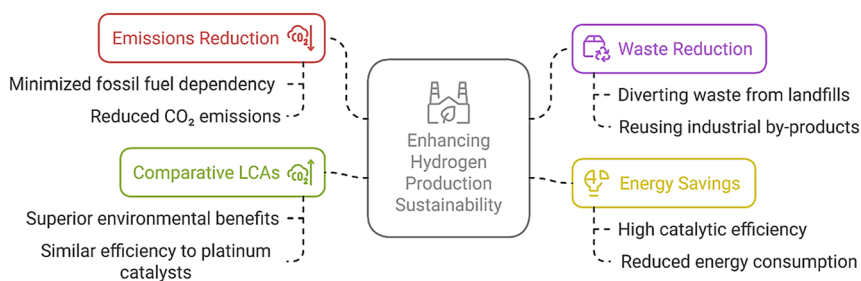 Emissions Reduction
CO₂
Minimized fossil fuel dependency
Reduced CO₂ emissions
Comparative LCAs
CO₂
Superior environmental benefits
Similar efficiency to platinum
catalysts
Enhancing
Hydrogen
Production
Sustainability
Waste Reduction
Diverting waste from landfills
Reusing industrial by-products
Energy Savings
High catalytic efficiency
Reduced energy consumption